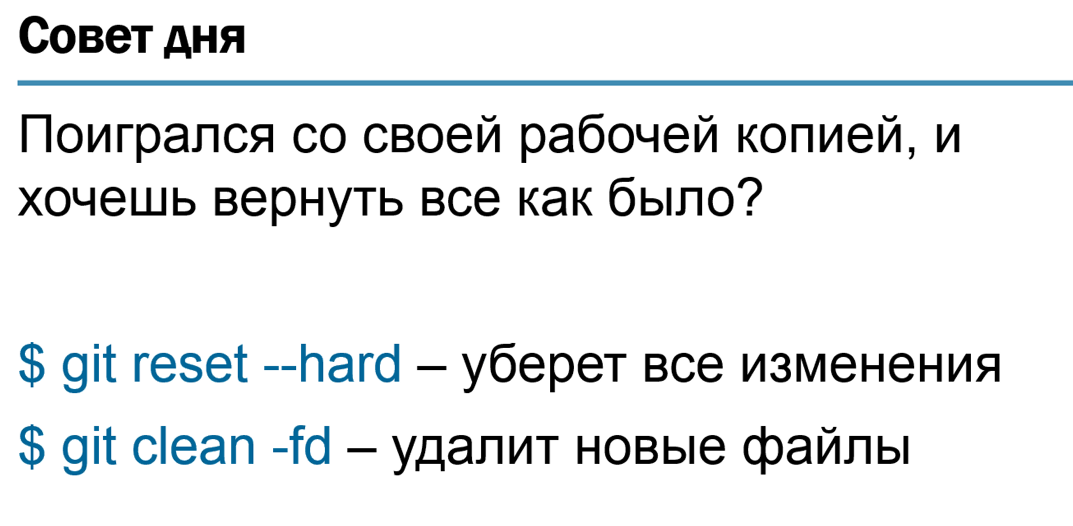 Совет дня
Поигрался со своей рабочей копией, и
хочешь вернуть все как было?
$ git reset --hard – уберет все изменения
$ git clean -fd – удалит новые файлы